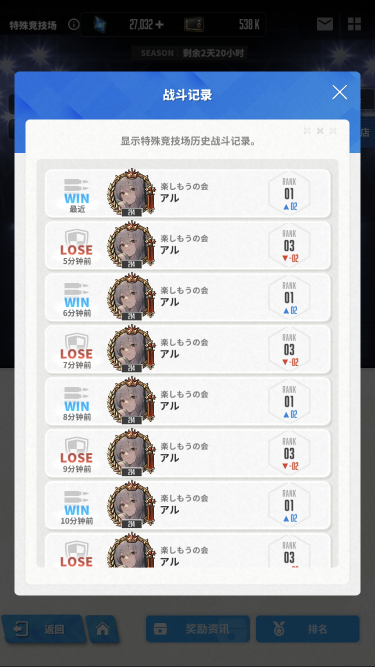 特殊竞技场
27,032
538 K
SEASON 剩余2天20小时
战斗记录
显示特殊竞技场历史战斗记录。
WIN
最近
214
楽しもうの会
アル
RANK
01
▲02
LOSE
5分钟前
214
楽しもうの会
アル
RANK
03
▼-02
WIN
6分钟前
214
楽しもうの会
アル
RANK
01
▲02
LOSE
7分钟前
214
楽しもうの会
アル
RANK
03
▼-02
WIN
8分钟前
214
楽しもうの会
アル
RANK
01
▲02
LOSE
9分钟前
214
楽しもうの会
アル
RANK
03
▼-02
WIN
10分钟前
214
楽しもうの会
アル
RANK
01
▲02
LOSE
楽しもうの会
アル
RANK
03
店
返回
奖励资讯
排名